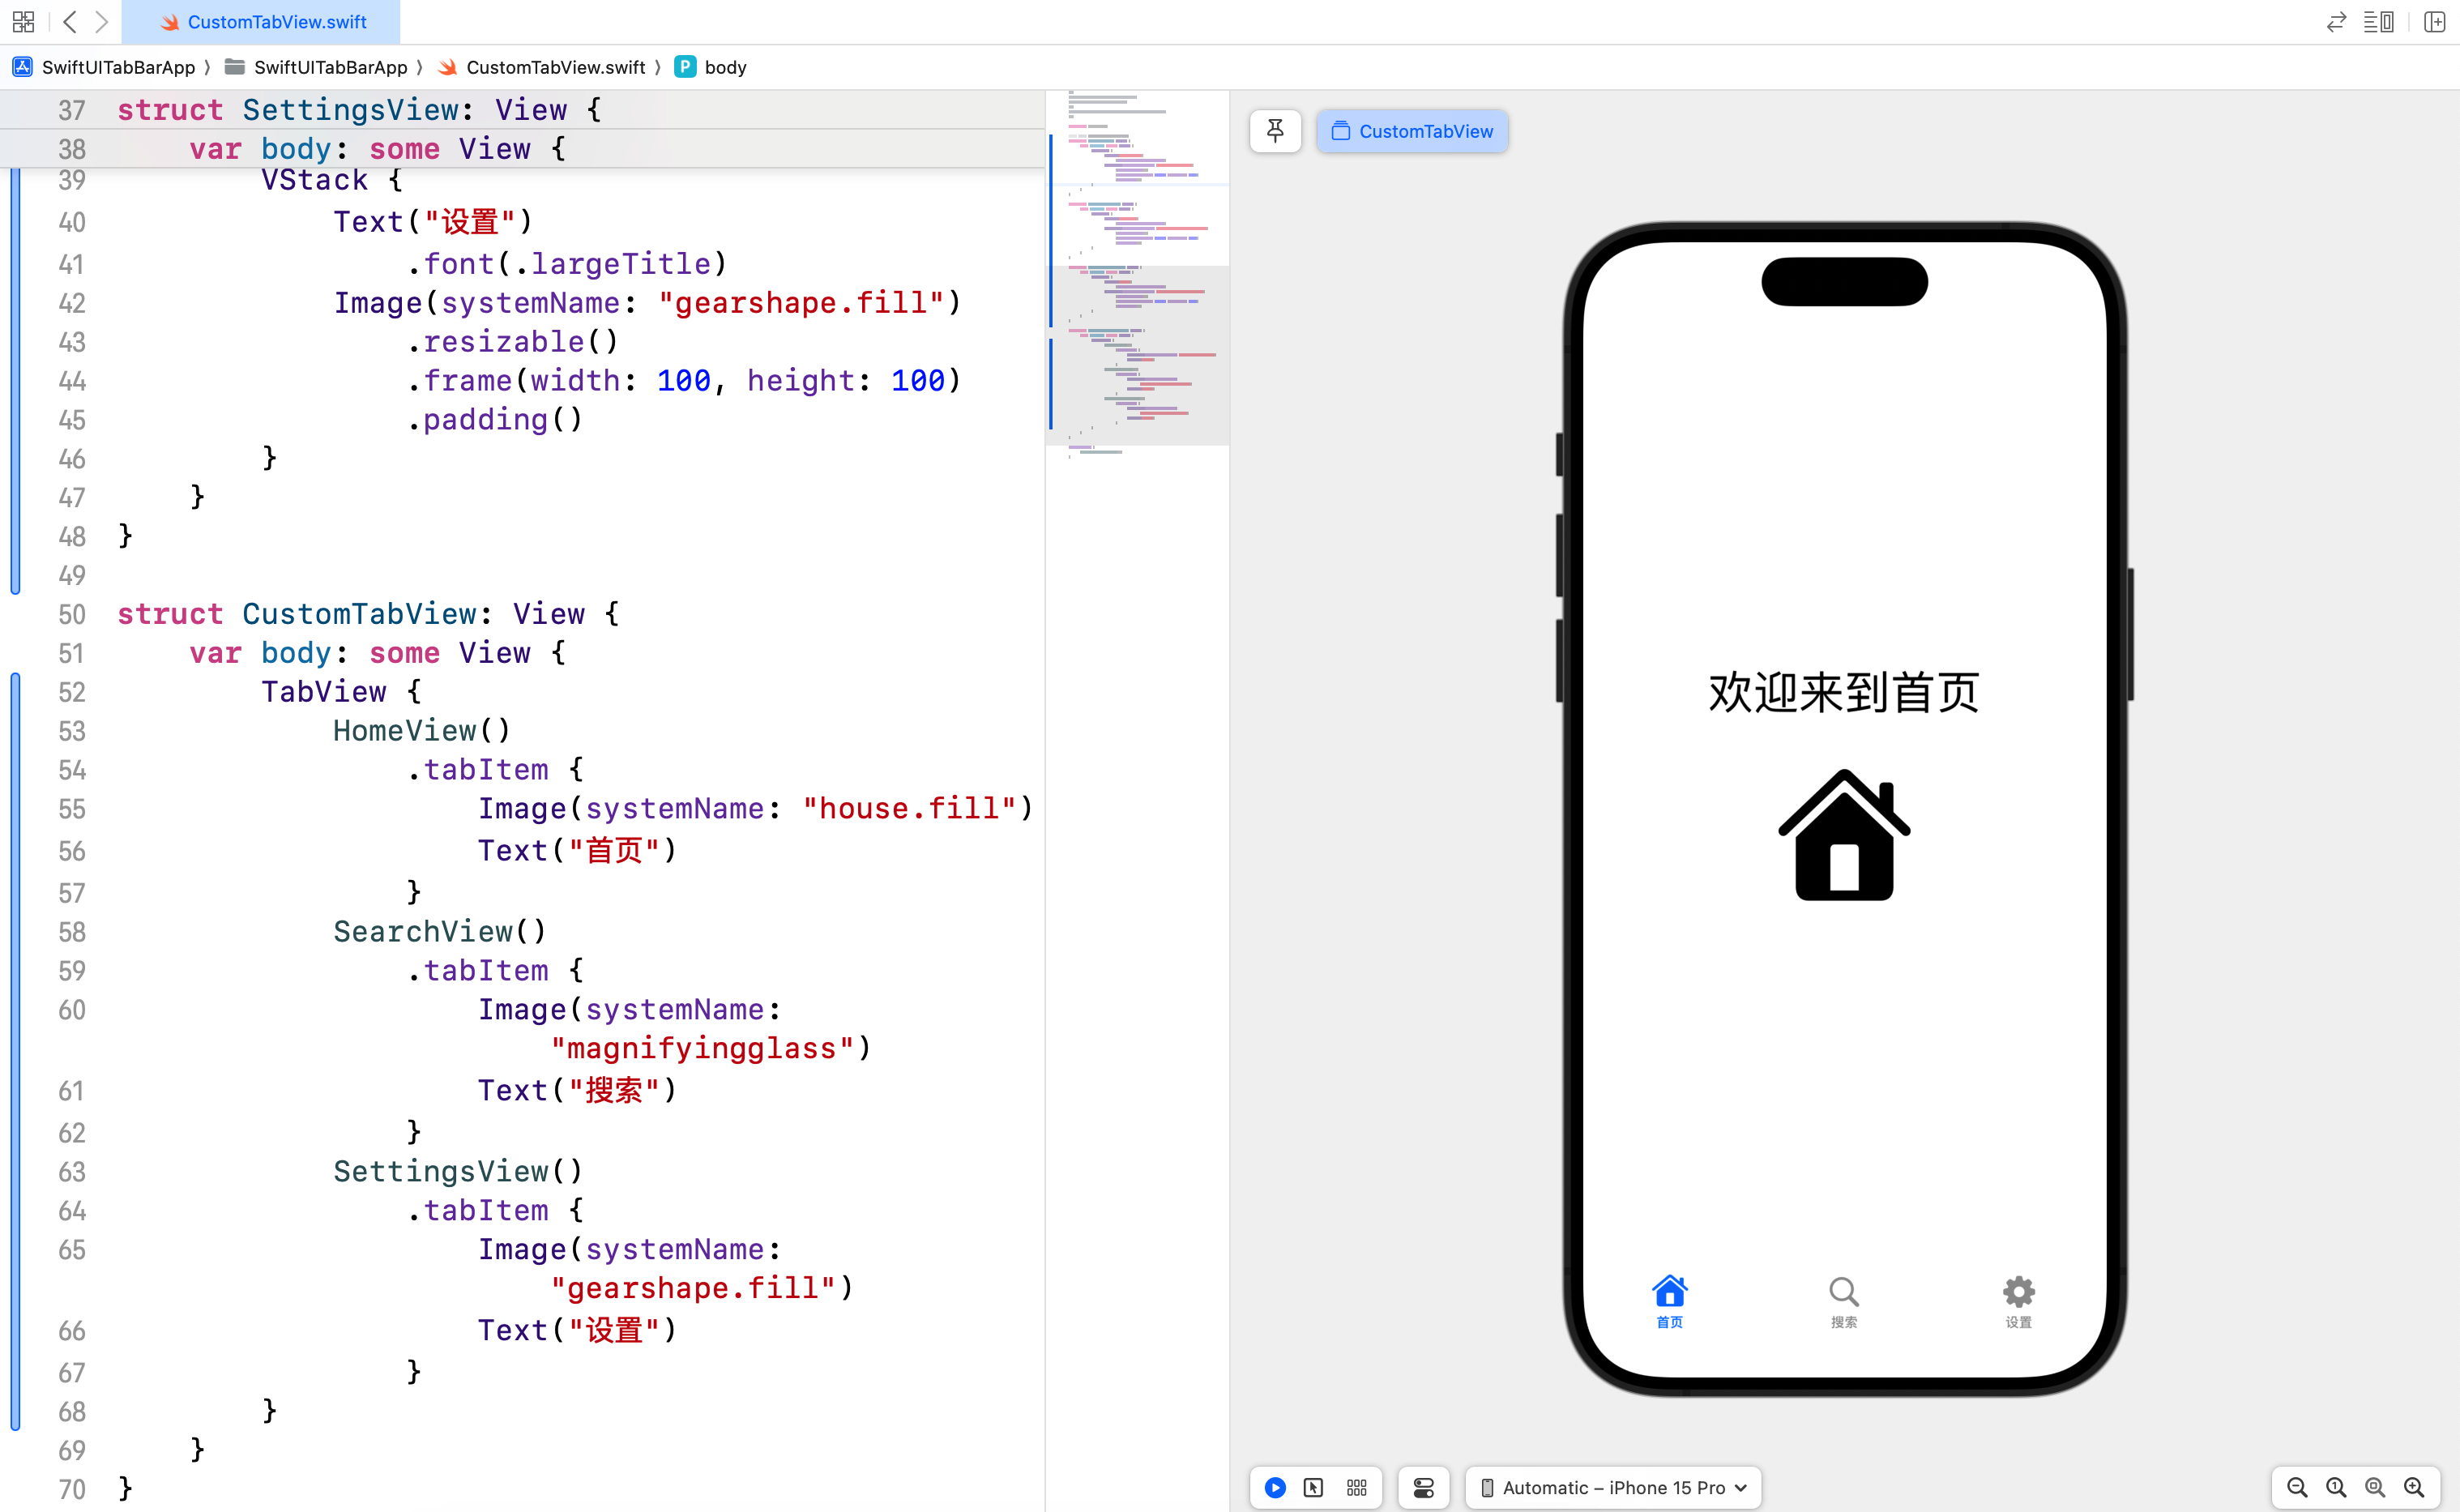 CustomTabView.swift
SwiftUITabBarApp 〉 SwiftUITabBarApp 〉 CustomTabView.swift 〉 P body
37 struct SettingsView: View {
38     var body: some View {
39         VStack {
40             Text("设置")
41                 .font(.largeTitle)
42             Image(systemName: "gearshape.fill")
43                 .resizable()
44                 .frame(width: 100, height: 100)
45                 .padding()
46         }
47     }
48 }
49
50 struct CustomTabView: View {
51     var body: some View {
52         TabView {
53             HomeView()
54                 .tabItem {
55                     Image(systemName: "house.fill")
56                     Text("首页")
57                 }
58             SearchView()
59                 .tabItem {
60                     Image(systemName:
                        "magnifyingglass")
61                     Text("搜索")
62                 }
63             SettingsView()
64                 .tabItem {
65                     Image(systemName:
                        "gearshape.fill")
66                     Text("设置")
67                 }
68         }
69     }
70 }
CustomTabView
欢迎来到首页
首页 搜索 设置
Automatic – iPhone 15 Pro